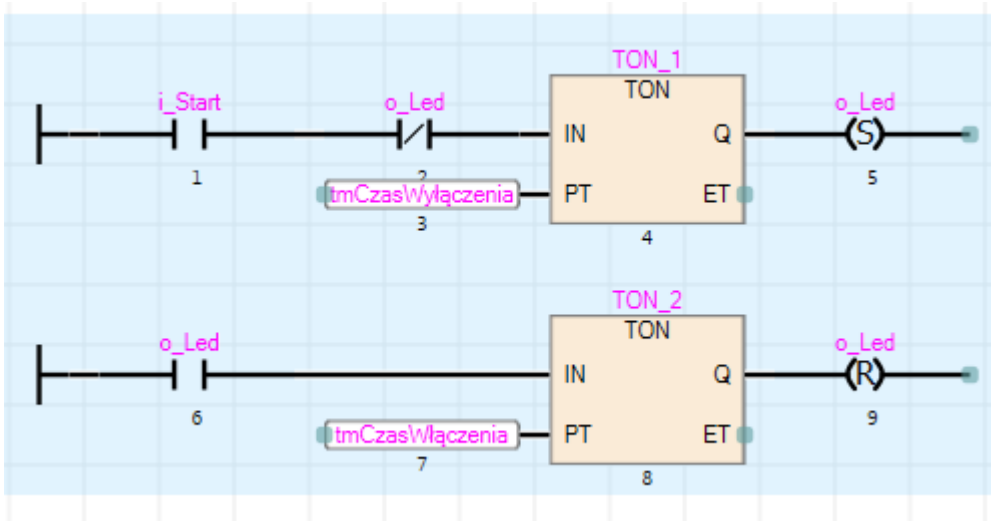 TON_1
TON
i_Start
o_Led
o_Led
IN
Q
(S)
1
2
5
tmCzasWyłączenia
PT
ET
3
4
TON_2
TON
o_Led
o_Led
IN
Q
(R)
6
9
tmCzasWłączenia
PT
ET
7
8